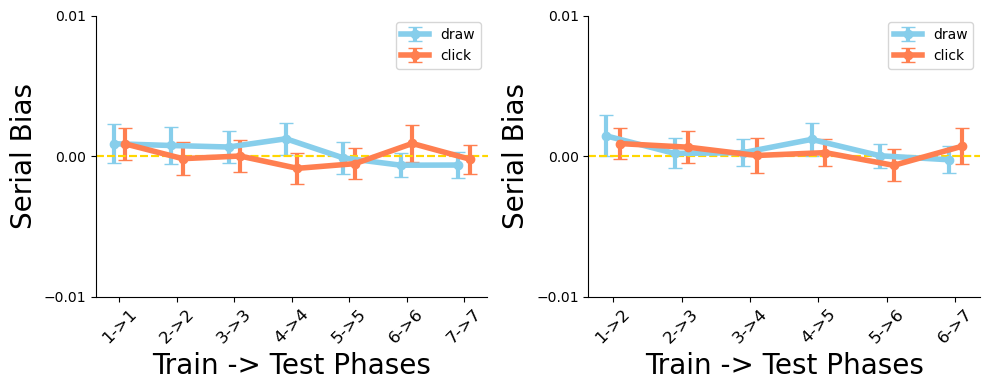 0.01
0.00
−0.01
Serial Bias
draw
click
1->1
2->2
3->3
4->4
5->5
6->6
7->7
Train -> Test Phases
0.01
0.00
−0.01
Serial Bias
draw
click
1->2
2->3
3->4
4->5
5->6
6->7
Train -> Test Phases